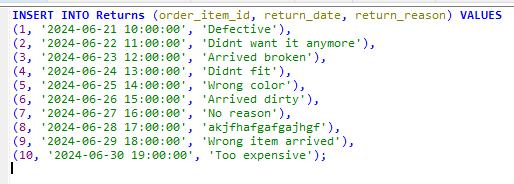 INSERT INTO Returns (order_item_id, return_date, return_reason) VALUES
(1, '2024-06-21 10:00:00', 'Defective'),
(2, '2024-06-22 11:00:00', 'Didnt want it anymore'),
(3, '2024-06-23 12:00:00', 'Arrived broken'),
(4, '2024-06-24 13:00:00', 'Didnt fit'),
(5, '2024-06-25 14:00:00', 'Wrong color'),
(6, '2024-06-26 15:00:00', 'Arrived dirty'),
(7, '2024-06-27 16:00:00', 'No reason'),
(8, '2024-06-28 17:00:00', 'akjfhafgafgajhgf'),
(9, '2024-06-29 18:00:00', 'Wrong item arrived'),
(10, '2024-06-30 19:00:00', 'Too expensive');